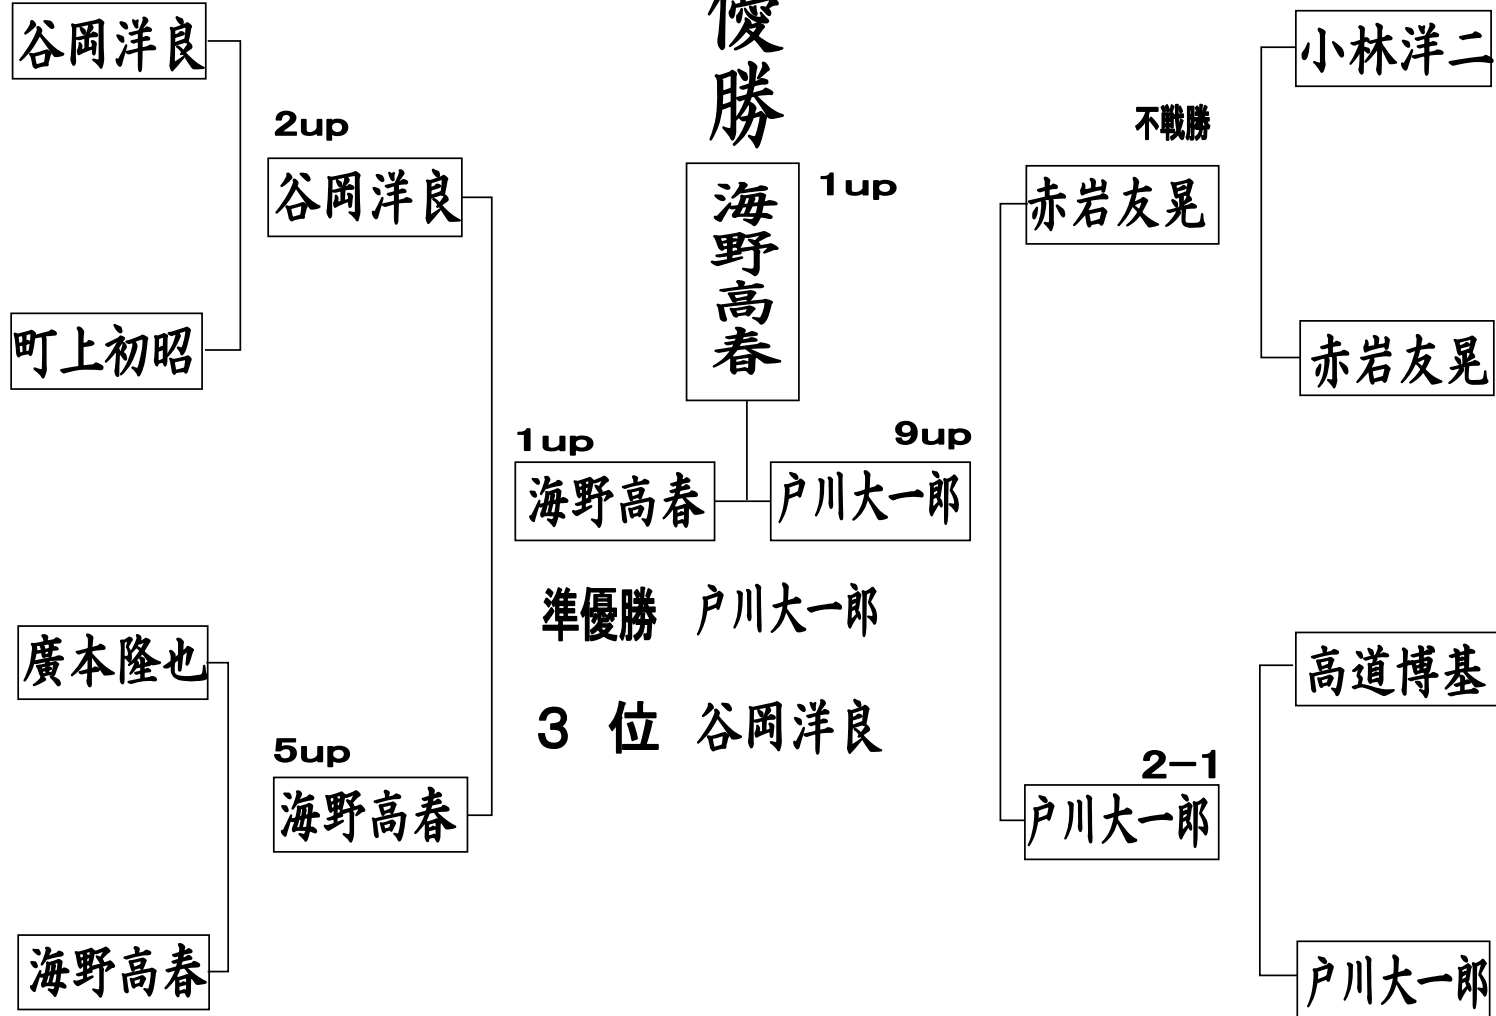 優勝
海野高春
1up
谷岡洋良
町上初昭
2up
谷岡洋良
廣本隆也
海野高春
5up
海野高春
1up
海野高春
9up
戸川大一郎
準優勝 戸川大一郎
3 位 谷岡洋良
不戦勝
赤岩友晃
小林洋二
赤岩友晃
2-1
戸川大一郎
高道博基
戸川大一郎